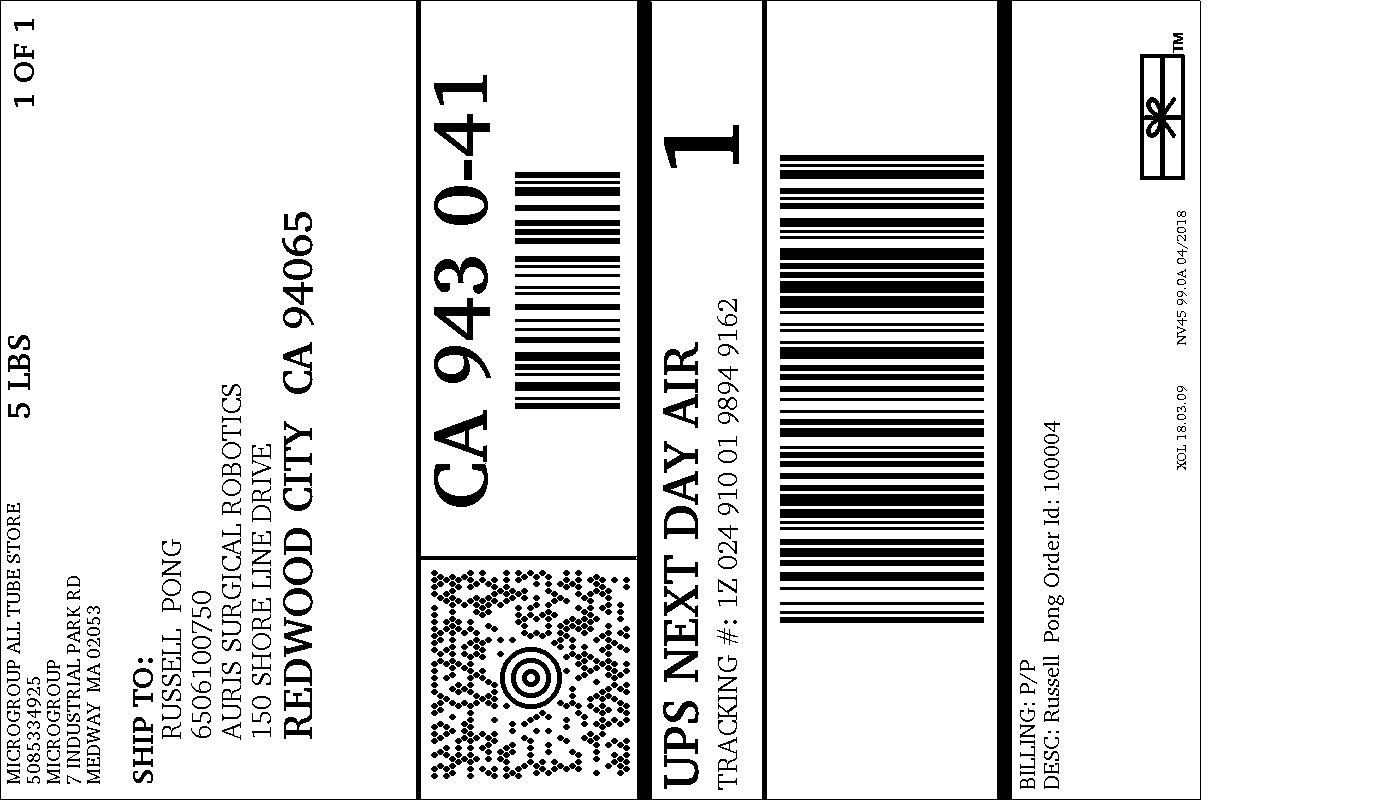 MICROGROUP ALL TUBE STORE
5085334925
MICROGROUP
7 INDUSTRIAL PARK RD
MEDWAY MA 02053
5 LBS
1 OF 1
SHIP TO:
RUSSELL PONG
6506100750
AURIS SURGICAL ROBOTICS
150 SHORE LINE DRIVE
REDWOOD CITY CA 94065
CA 943 0-41
UPS NEXT DAY AIR
1
TRACKING #: 1Z 024 910 01 9894 9162
BILLING: P/P
DESC: Russell Pong Order Id: 100004
XOL 18.03.09 NV45 99.0A 04/2018
TM